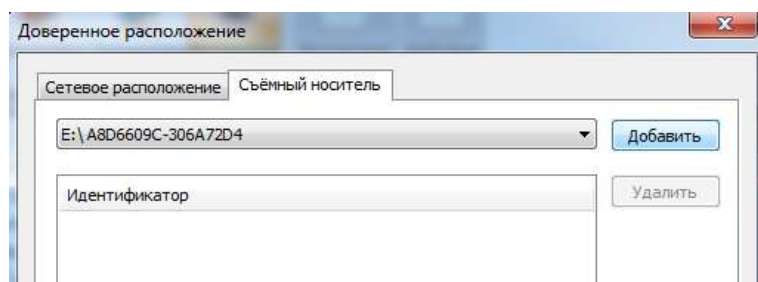 Доверенное расположение
Сетевое расположение Съёмный носитель
E:\A8D6609C-306A72D4 Добавить
Идентификатор Удалить